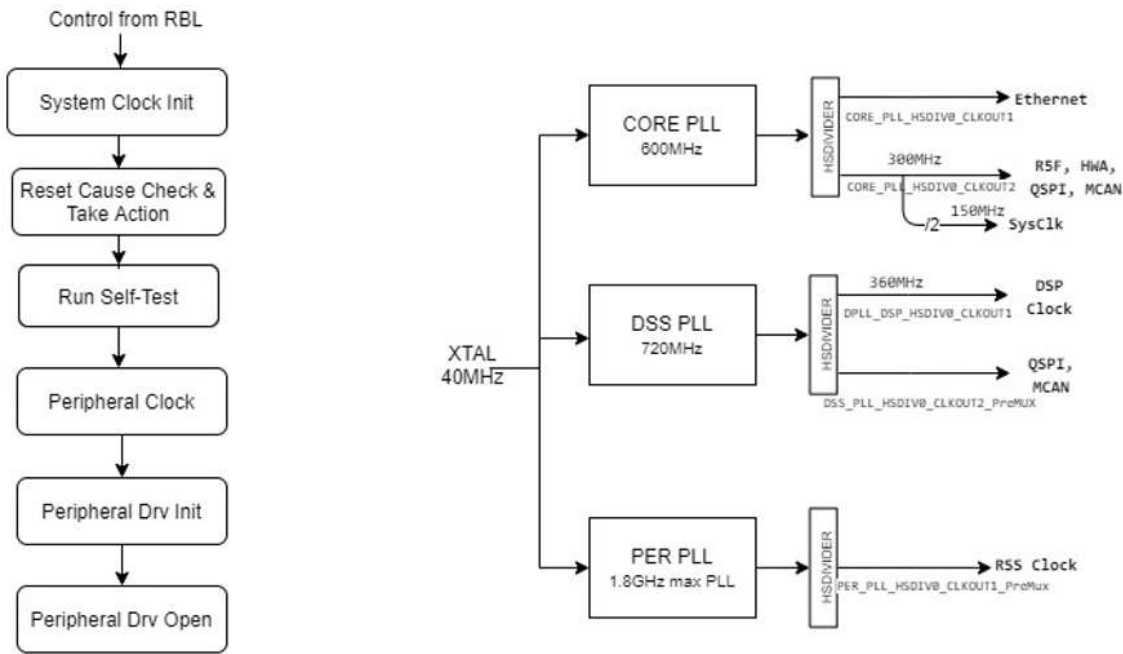 Control from RBL
System Clock Init
Reset Cause Check &
Take Action
Run Self-Test
Peripheral Clock
Peripheral Drv Init
Peripheral Drv Open
XTAL
40MHz
CORE PLL
600MHz
HSDIVIDER
Ethernet
CORE_PLL_HSDIV0_CLKOUT1
300MHz
R5F, HWA,
QSPI, MCAN
CORE_PLL_HSDIV0_CLKOUT2
150MHz
/2
SysClk
DSS PLL
720MHz
HSDIVIDER
360MHz
DSP
Clock
DPLL_DSP_HSDIV0_CLKOUT1
QSPI,
MCAN
DSS_PLL_HSDIV0_CLKOUT2_PreMUX
PER PLL
1.8GHz max PLL
HSDIVIDER
RSS Clock
PER_PLL_HSDIV0_CLKOUT1_PreMux